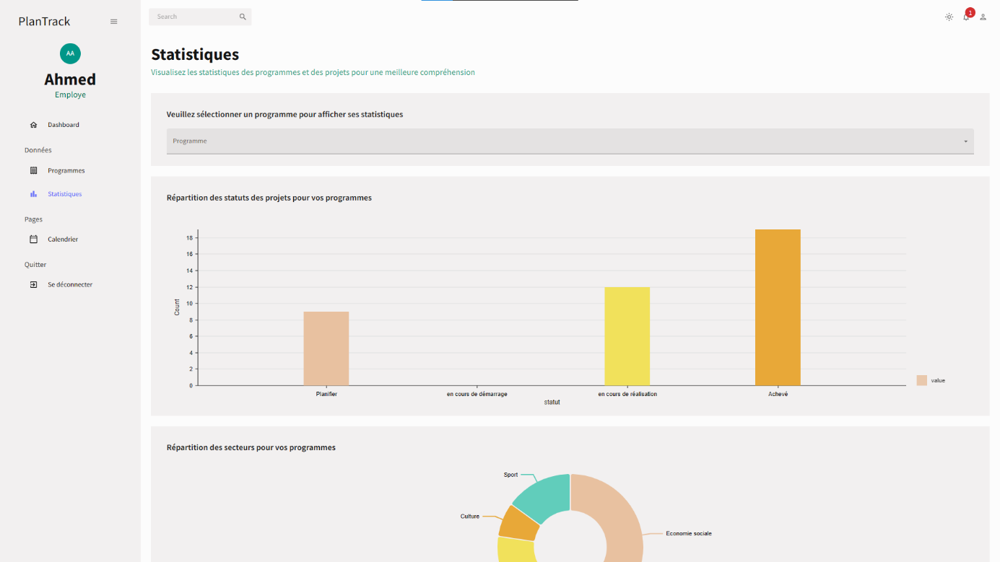 PlanTrack
Search
1
AA
Ahmed
Employe
Dashboard
Données
Programmes
Statistiques
Pages
Calendrier
Quitter
Se déconnecter
Statistiques
Visualisez les statistiques des programmes et des projets pour une meilleure compréhension
Veuillez sélectionner un programme pour afficher ses statistiques
Programme
Répartition des statuts des projets pour vos programmes
18
16
14
12
10
8
6
4
2
0
Count
Planifier
en cours de démarrage
en cours de réalisation
Achevé
statut
value
Répartition des secteurs pour vos programmes
Sport
Culture
Economie sociale